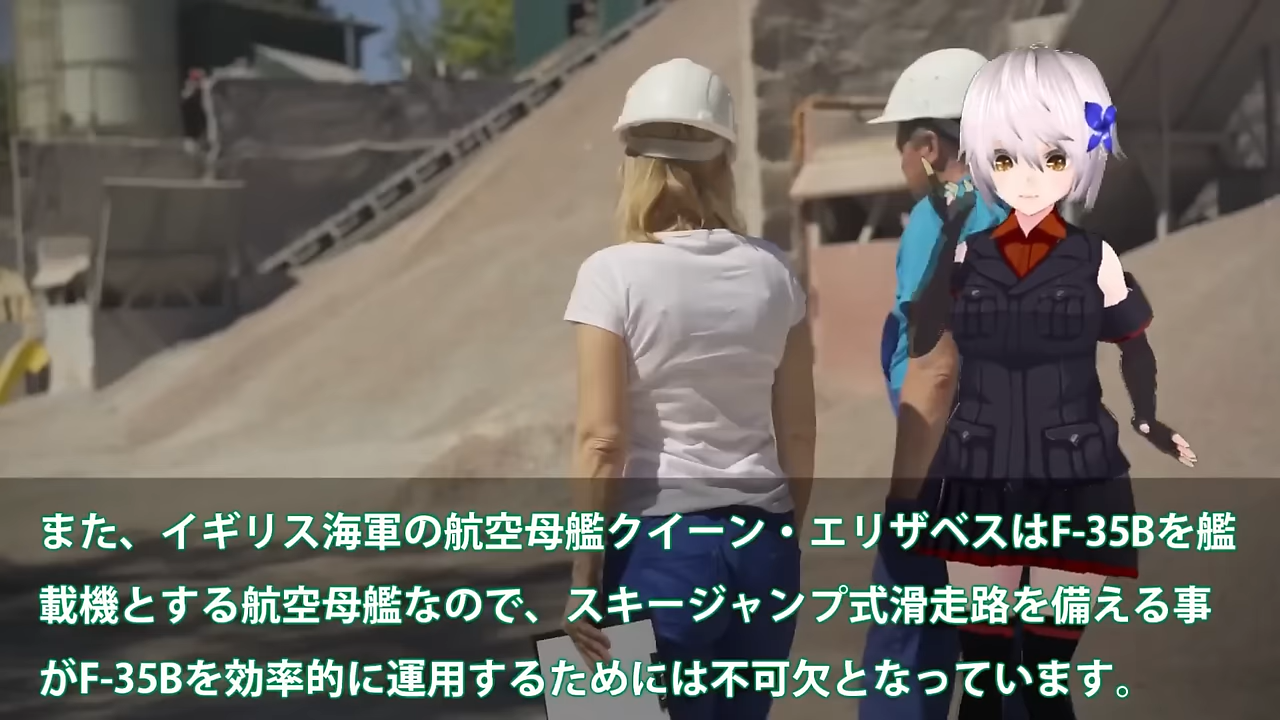 また、イギリス海軍の航空母艦クイーン・エリザベスはF-35Bを艦
載機とする航空母艦なので、スキージャンプ式滑走路を備える事
がF-35Bを効率的に運用するためには不可欠となっています。